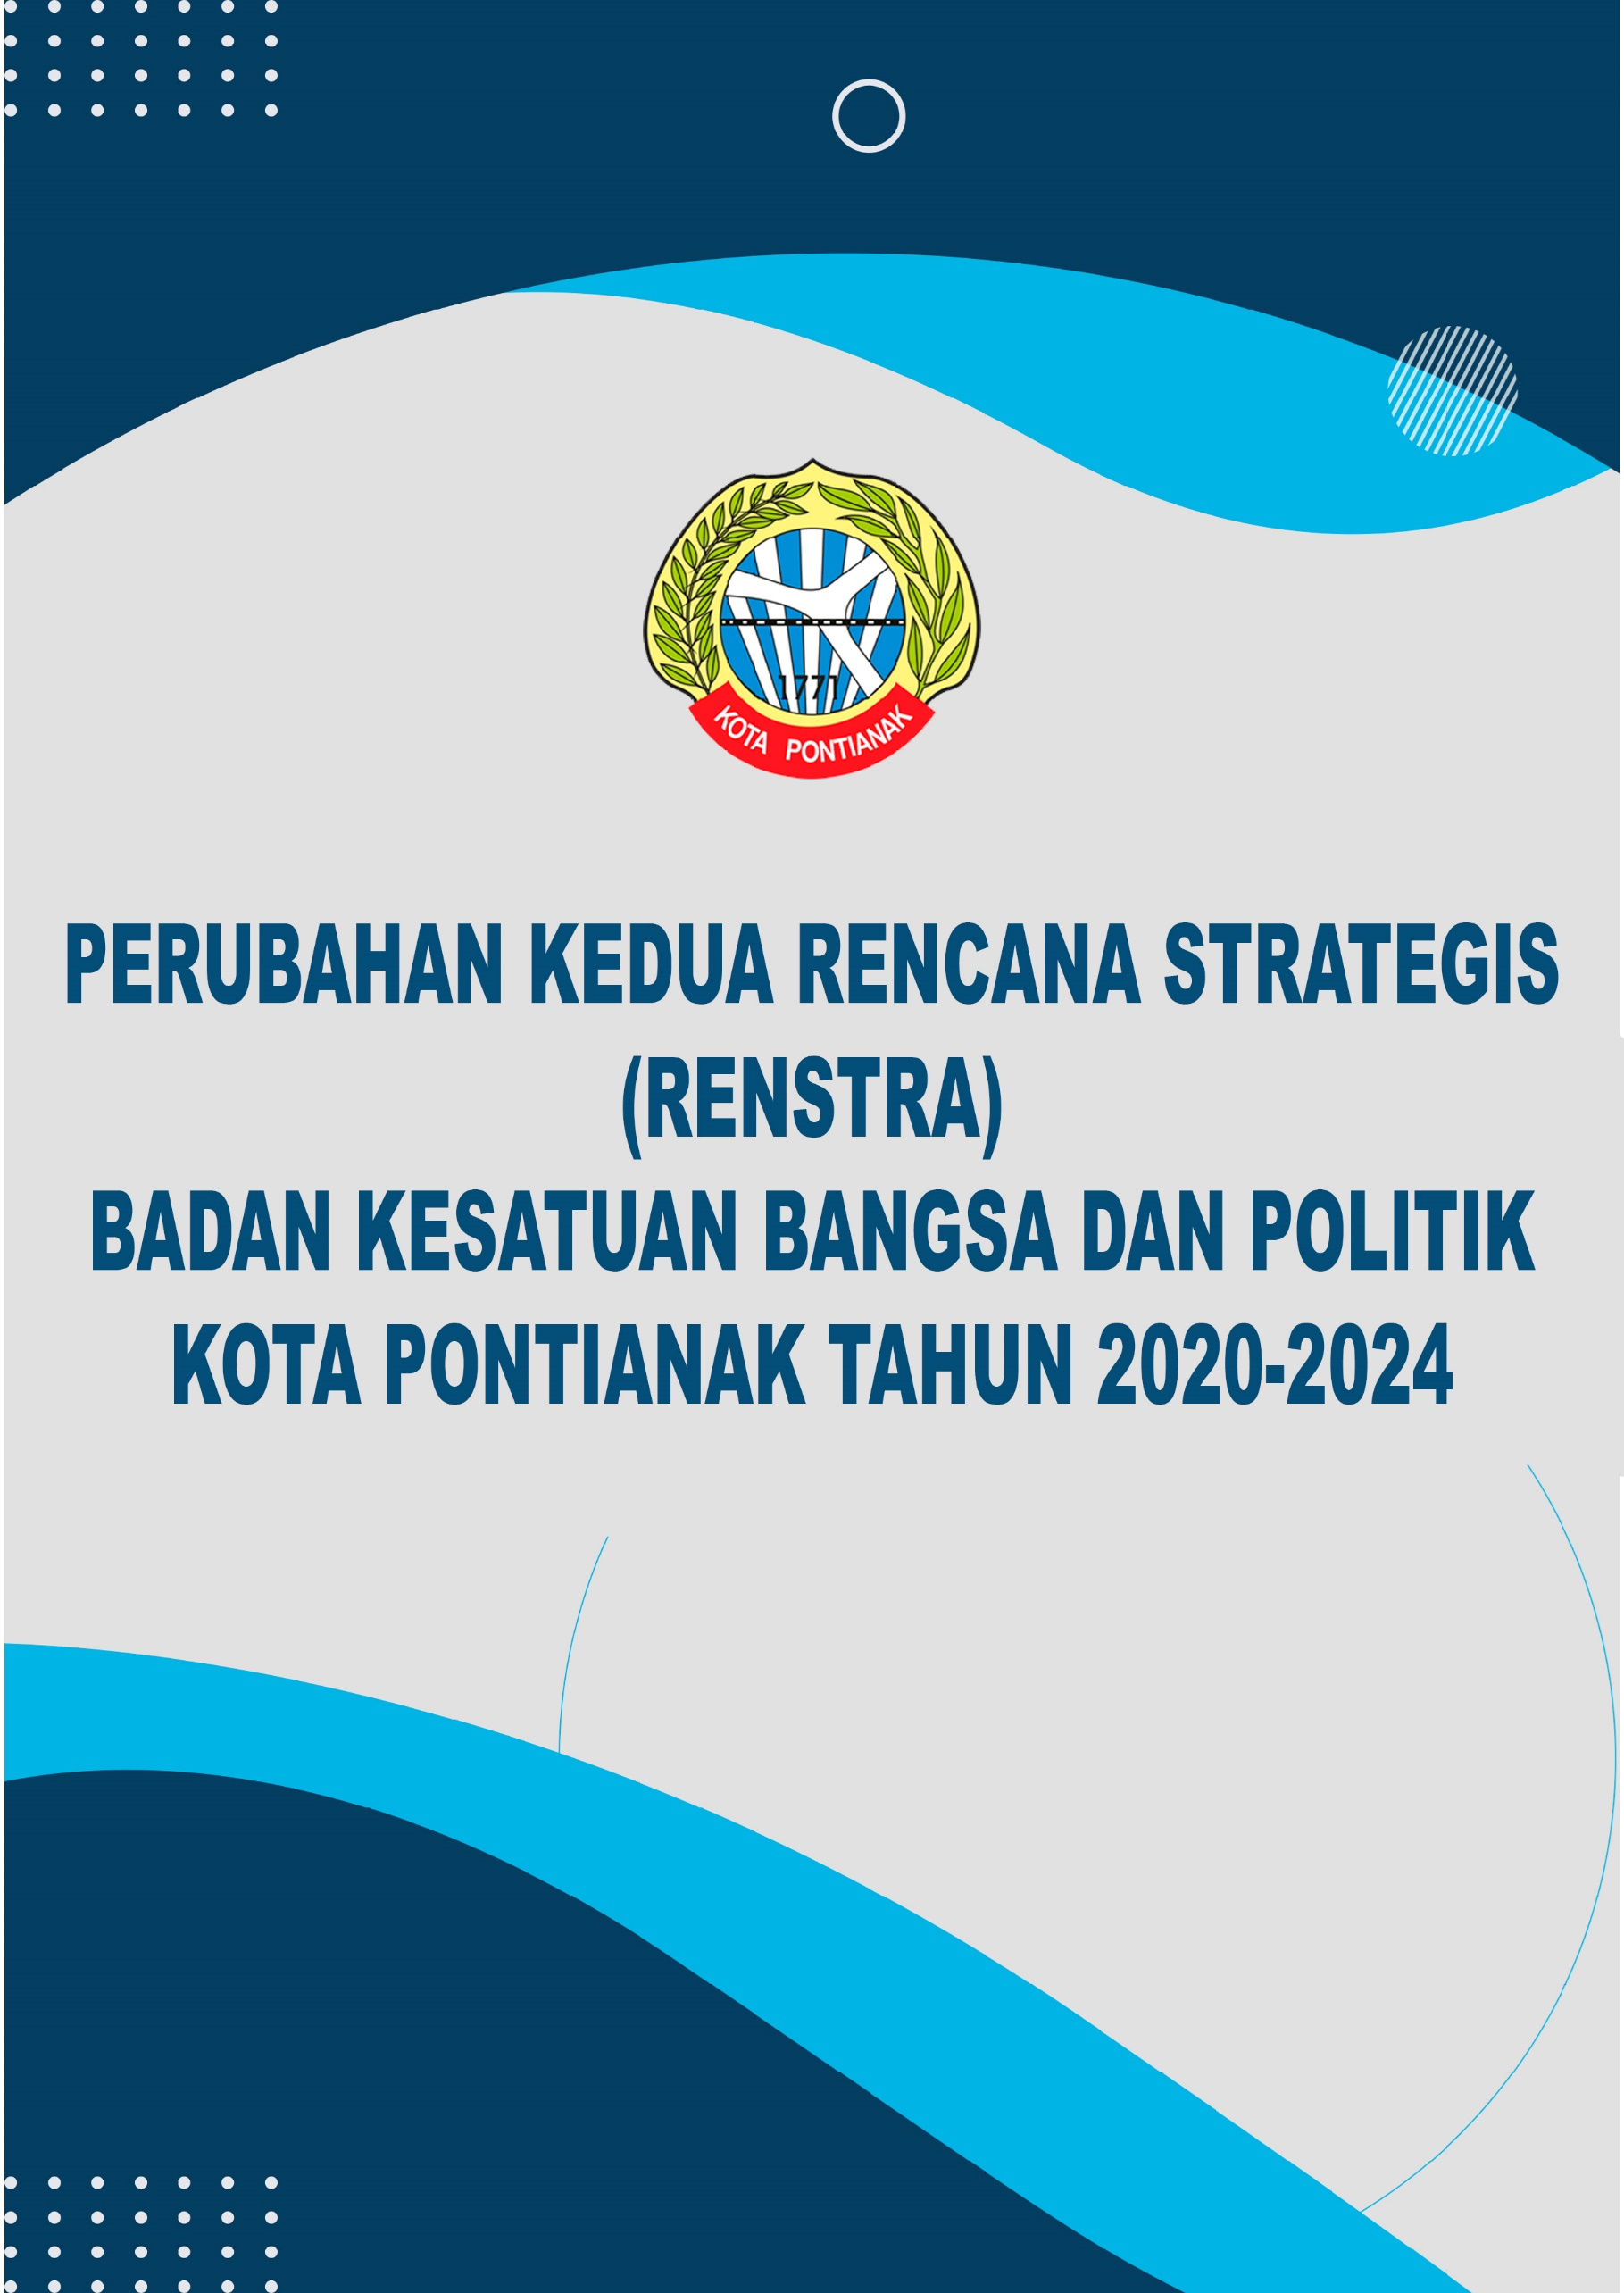 1771
KOTA PONTIANAK
PERUBAHAN KEDUA RENCANA STRATEGIS
(RENSTRA)
BADAN KESATUAN BANGSA DAN POLITIK
KOTA PONTIANAK TAHUN 2020-2024